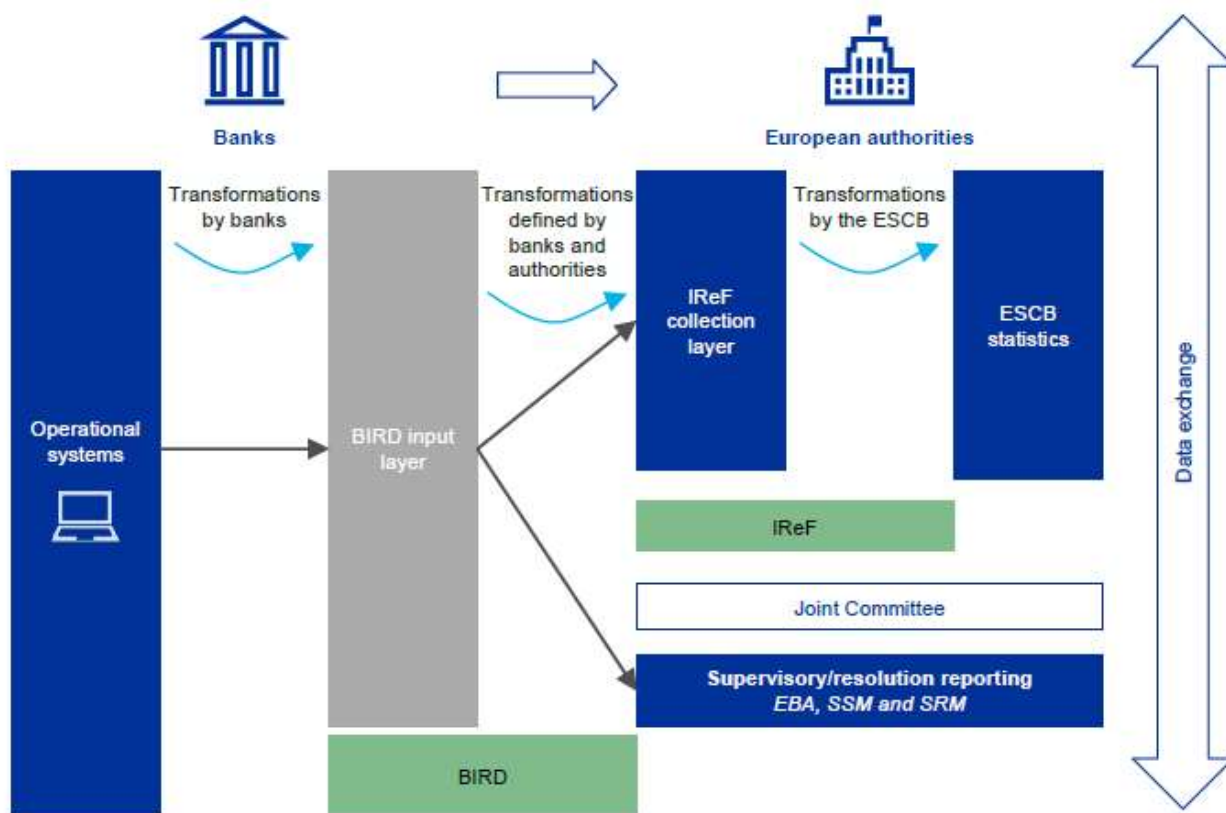 Banks
European authorities
Transformations
by banks
Transformations
defined by
banks and
authorities
Transformations
by the ESCB
Operational
systems
BIRD input
layer
IReF
collection
layer
ESCB
statistics
IReF
Joint Committee
Supervisory/resolution reporting
EBA, SSM and SRM
BIRD
Data exchange